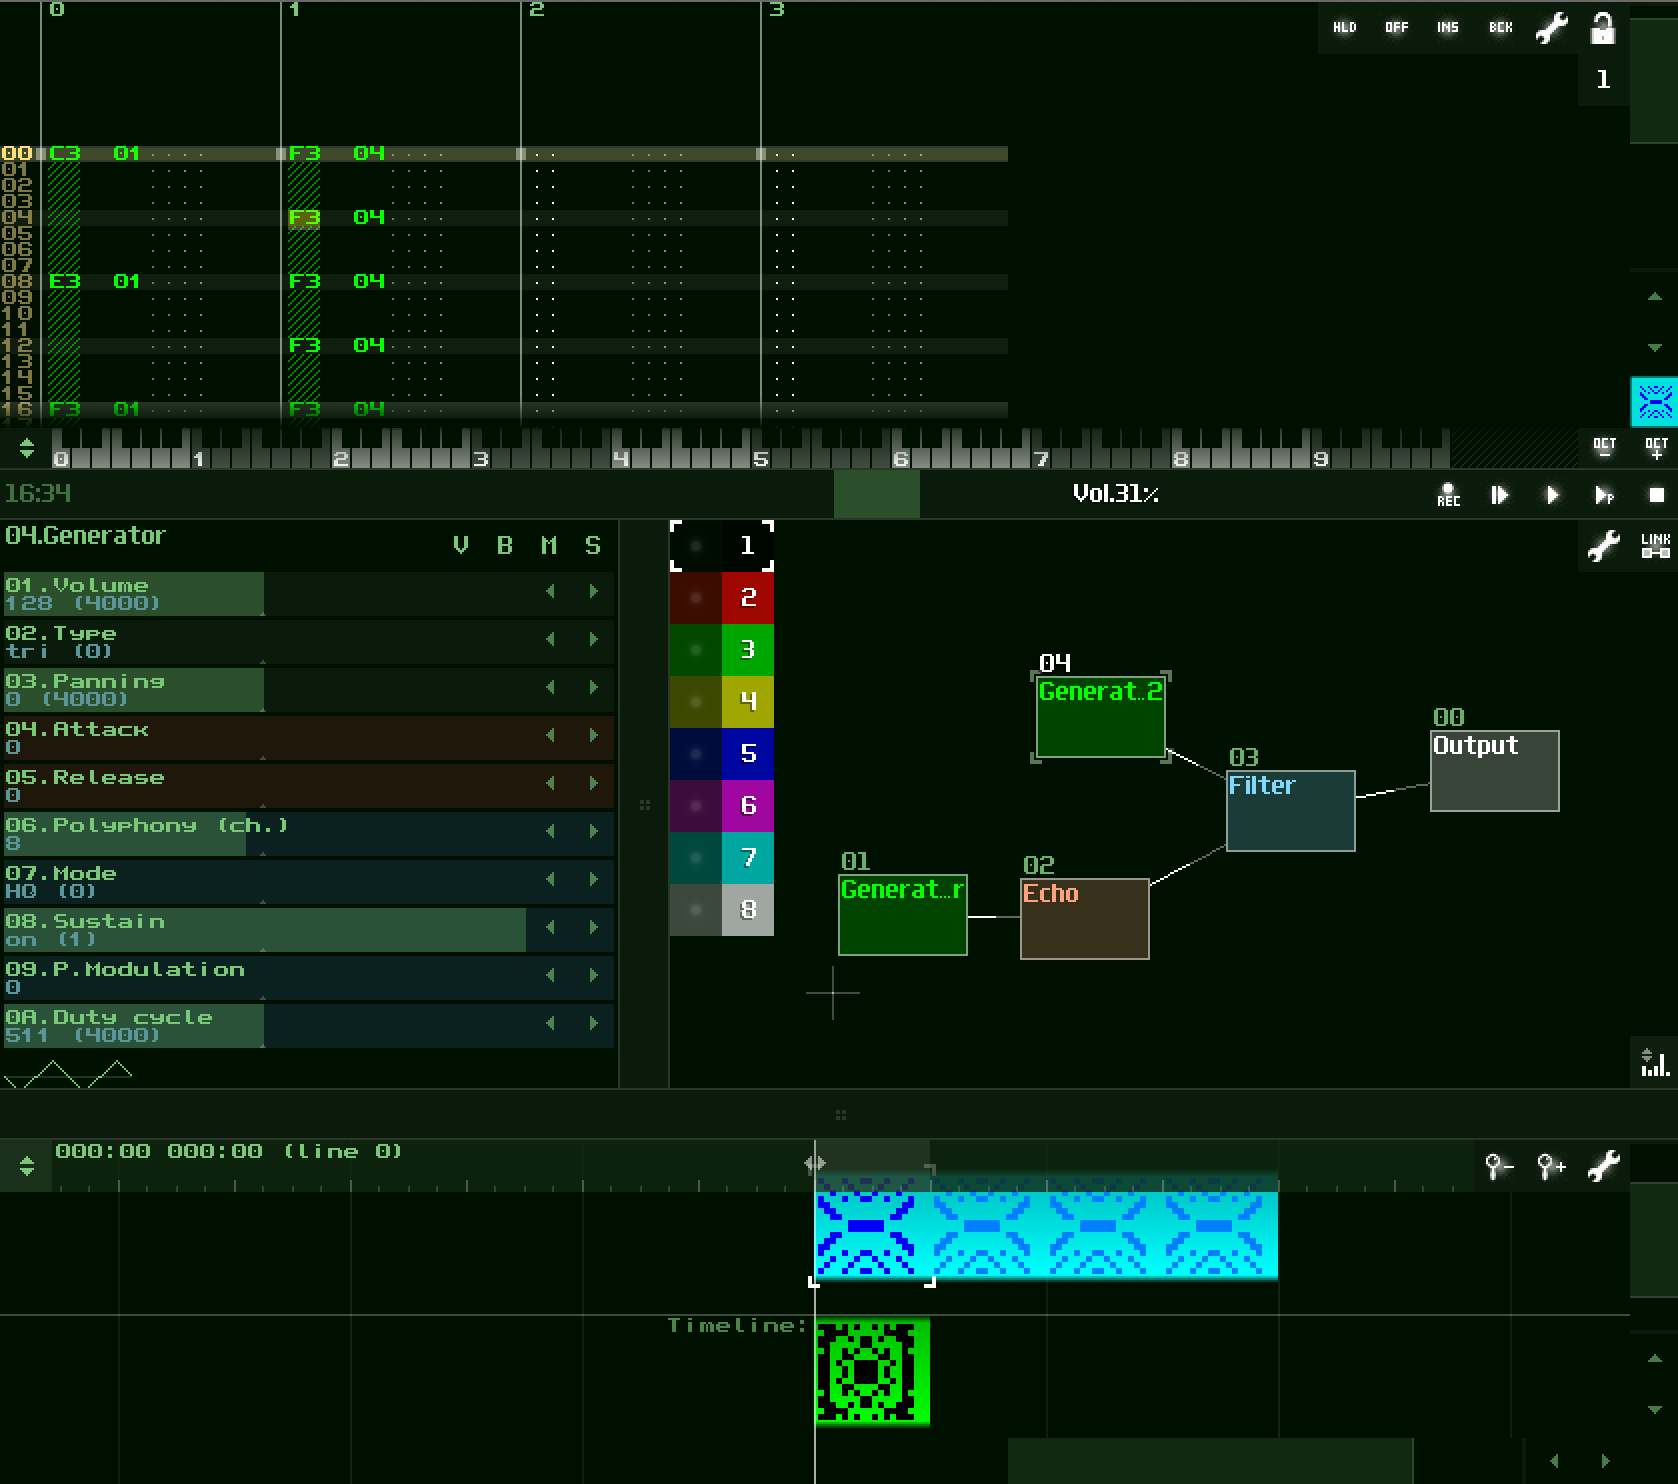 0 1 2 3
HLD OFF INS BCK
1
00 C3 01 F3 04
01
02
03
04 F3 04
05
06
07
08 E3 01 F3 04
09
10
11
12 F3 04
13
14
15
16 F3 01 F3 04
0 1 2 3 4 5 6 7 8 9
OCT - OCT +
16:34 Vol.31% REC P
04.Generator V B M S
01.Volume
128 (4000)
02.Type
tri (0)
03.Panning
0 (4000)
04.Attack
0
05.Release
0
06.Polyphony (ch.)
8
07.Mode
HQ (0)
08.Sustain
on (1)
09.P.Modulation
0
0A.Duty cycle
511 (4000)
1
2
3
4
5
6
7
8
LINK
04
Generat..2
00
Output
03
Filter
01
Generat...r
02
Echo
000:00 000:00 (line 0)
Timeline: